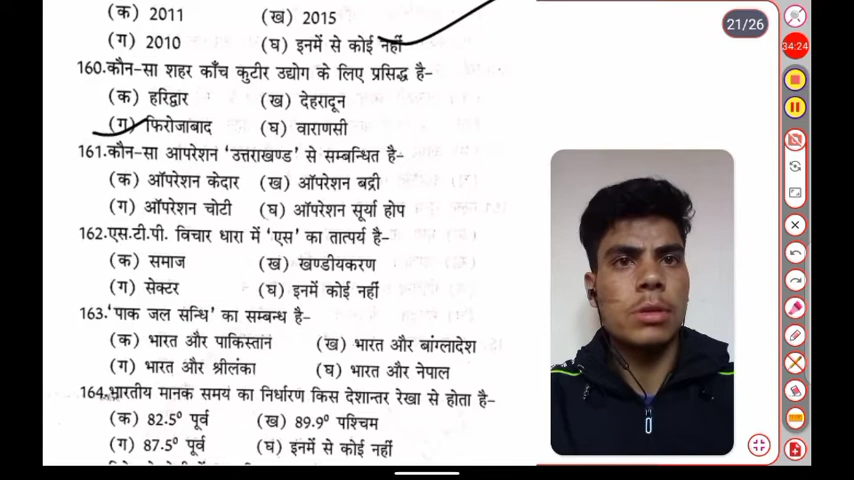 (क) 2011 (ख) 2015
(ग) 2010 (घ) इनमें से कोई नहीं
160.कौन-सा शहर काँच कुटीर उद्योग के लिए प्रसिद्ध है-
(क) हरिद्वार (ख) देहरादून
(ग) फिरोजाबाद (घ) वाराणसी
161.कौन-सा आपरेशन 'उत्तराखण्ड' से सम्बन्धित है-
(क) ऑपरेशन केदार (ख) ऑपरेशन बद्री
(ग) ऑपरेशन चोटी (घ) ऑपरेशन सूर्या होप
162.एस.टी.पी. विचार धारा में 'एस' का तात्पर्य है-
(क) समाज (ख) खण्डीयकरण
(ग) सेक्टर (घ) इनमें कोई नहीं
163.'पाक जल सन्धि' का सम्बन्ध है-
(क) भारत और पाकिस्तान (ख) भारत और बांग्लादेश
(ग) भारत और श्रीलंका (घ) भारत और नेपाल
164.भारतीय मानक समय का निर्धारण किस देशान्तर रेखा से होता है-
(क) 82.5⁰ पूर्व (ख) 89.9⁰ पश्चिम
(ग) 87.5⁰ पूर्व (घ) इनमें से कोई नहीं
21/26
34:24